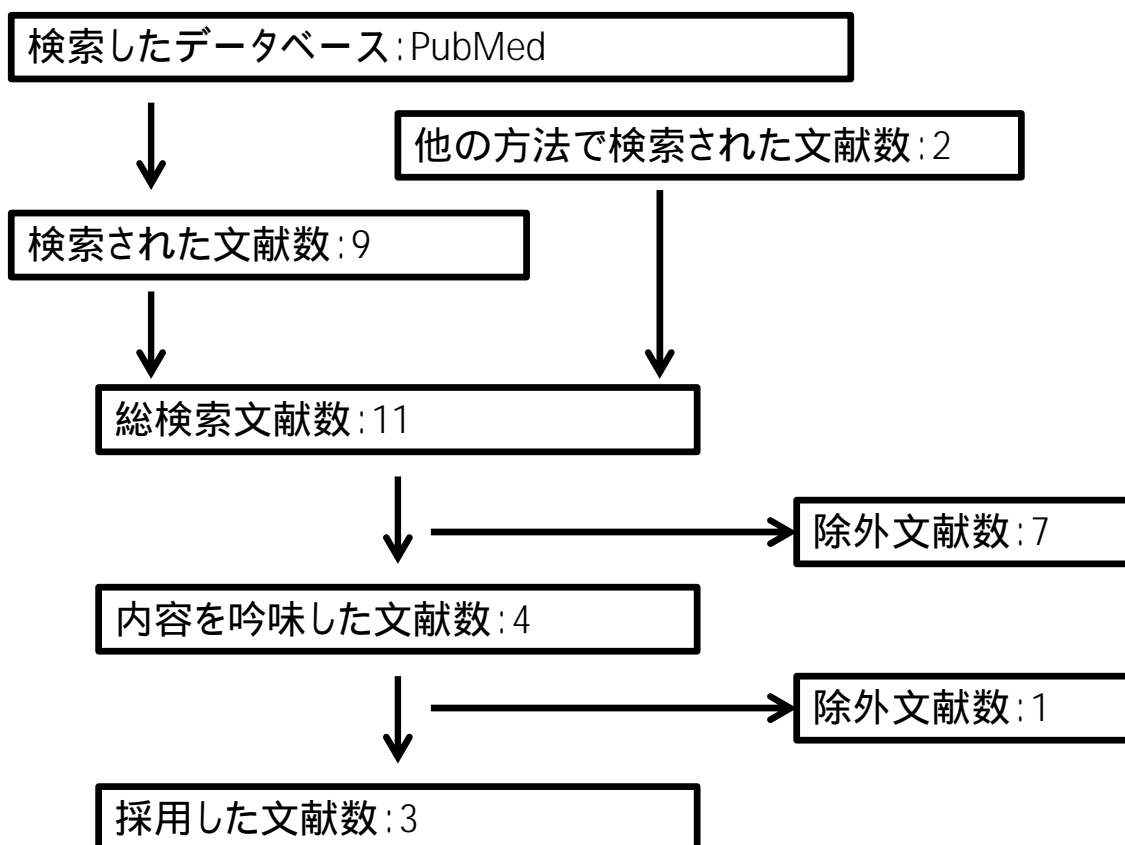 検索したデータベース:PubMed
他の方法で検索された文献数:2
検索された文献数:9
総検索文献数:11
除外文献数:7
内容を吟味した文献数:4
除外文献数:1
採用した文献数:3